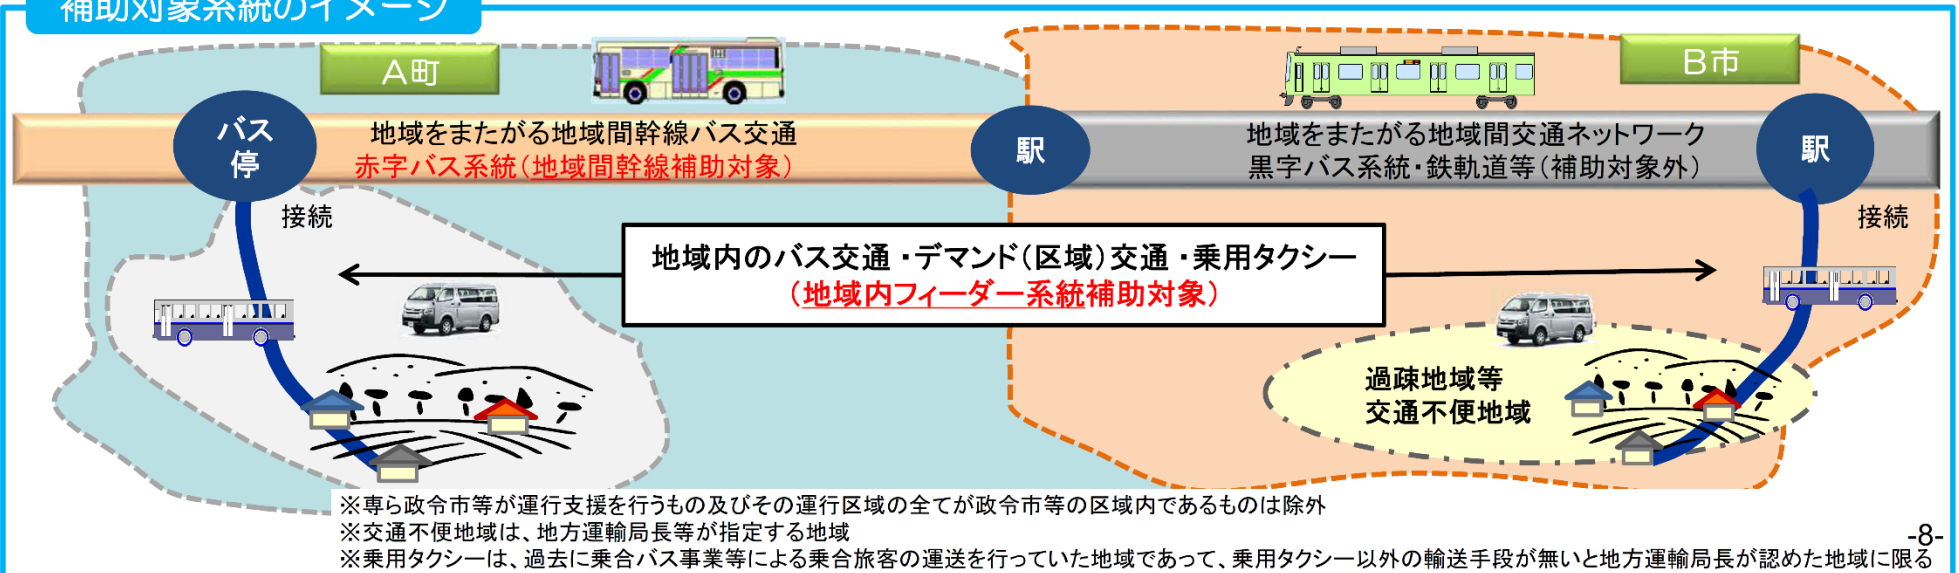 補助対象系統のイメージ
A町
B市
バス
停
地域をまたがる地域間幹線バス交通
赤字バス系統(地域間幹線補助対象)
駅
地域をまたがる地域間交通ネットワーク
黒字バス系統・鉄軌道等(補助対象外)
駅
接続
接続
地域内のバス交通・デマンド(区域)交通・乗用タクシー
(地域内フィーダー系統補助対象)
過疎地域等
交通不便地域
※専ら政令市等が運行支援を行うもの及びその運行区域の全てが政令市等の区域内であるものは除外
※交通不便地域は、地方運輸局長等が指定する地域
※乗用タクシーは、過去に乗合バス事業等による乗合旅客の運送を行っていた地域であって、乗用タクシー以外の輸送手段が無いと地方運輸局長が認めた地域に限る
-8-